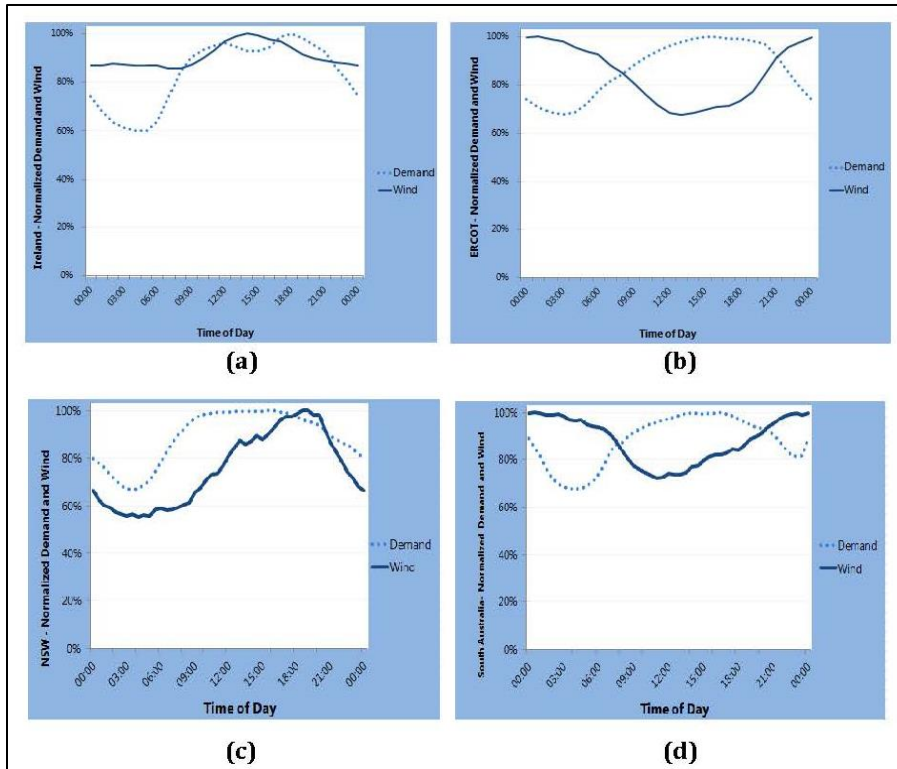 Ireland - Normalized Demand and Wind
100%
80%
60%
40%
20%
0%
00:00 03:00 06:00 09:00 12:00 15:00 18:00 21:00 00:00
Time of Day
Demand
Wind
(a)
ERCOT- Normalized Demand and Wind
100%
80%
60%
40%
20%
0%
00:00 03:00 06:00 09:00 12:00 15:00 18:00 21:00 00:00
Time of Day
Demand
Wind
(b)
NSW - Normalized Demand and Wind
100%
80%
60%
40%
20%
0%
00:00 03:00 06:00 09:00 12:00 15:00 18:00 21:00 00:00
Time of Day
Demand
Wind
(c)
South Australia- Normalized Demand and Wind
100%
80%
60%
40%
20%
0%
00:00 03:00 06:00 09:00 12:00 15:00 18:00 21:00 00:00
Time of Day
Demand
Wind
(d)